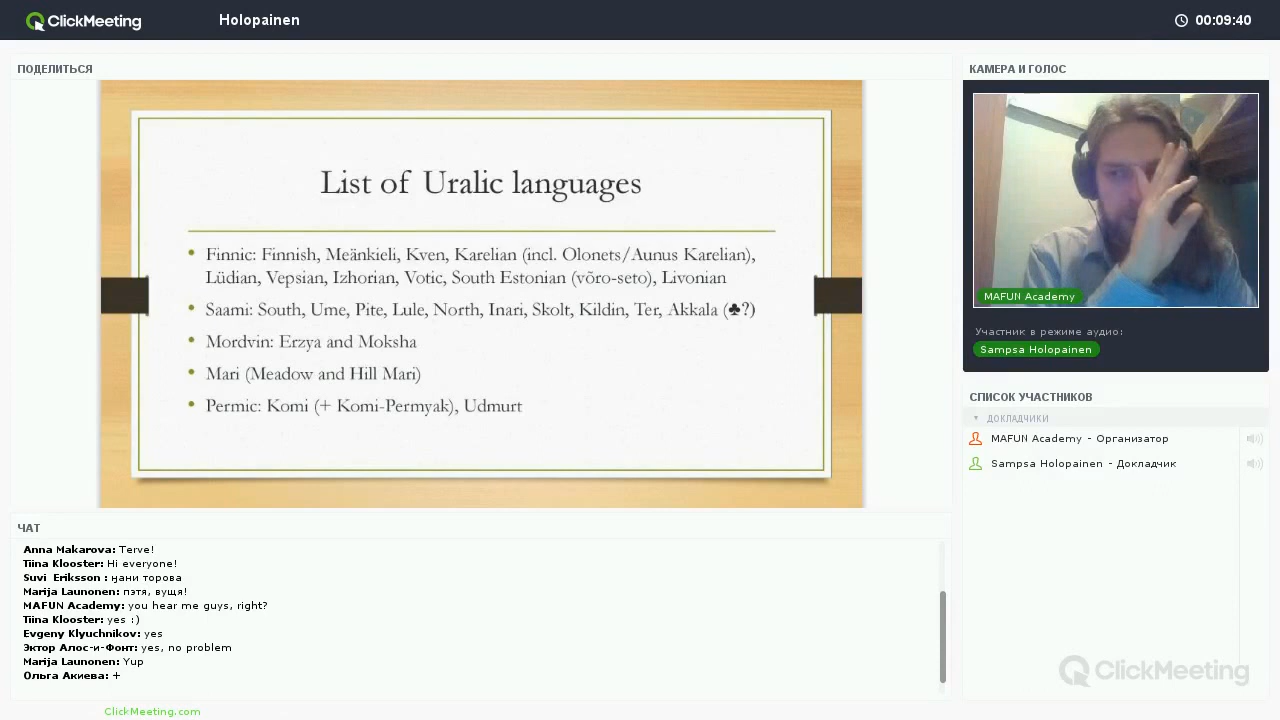 ClickMeeting
Holopainen
00:09:40
ПОДЕЛИТЬСЯ
List of Uralic languages
• Finnic: Finnish, Meänkieli, Kven, Karelian (incl. Olonets/Aunus Karelian),
Lüdian, Vepsian, Izhorian, Votic, South Estonian (võro-seto), Livonian
• Saami: South, Ume, Pite, Lule, North, Inari, Skolt, Kildin, Ter, Akkala (♣?)
• Mordvin: Erzya and Moksha
• Mari (Meadow and Hill Mari)
• Permic: Komi (+ Komi-Permyak), Udmurt
КАМЕРА И ГОЛОС
MAFUN Academy
Участник в режиме аудио:
Sampsa Holopainen
СПИСОК УЧАСТНИКОВ
ДОКЛАДЧИКИ
MAFUN Academy - Организатор
Sampsa Holopainen - Докладчик
ЧАТ
Anna Makarova: Terve!
Tiina Klooster: Hi everyone!
Suvi Eriksson : ӈани торова
Marija Launonen: пэтя, вущя!
MAFUN Academy: you hear me guys, right?
Tiina Klooster: yes :)
Evgeny Klyuchnikov: yes
Эктор Алос-и-Фонт: yes, no problem
Marija Launonen: Yup
Ольга Акиева: +
ClickMeeting
ClickMeeting.com